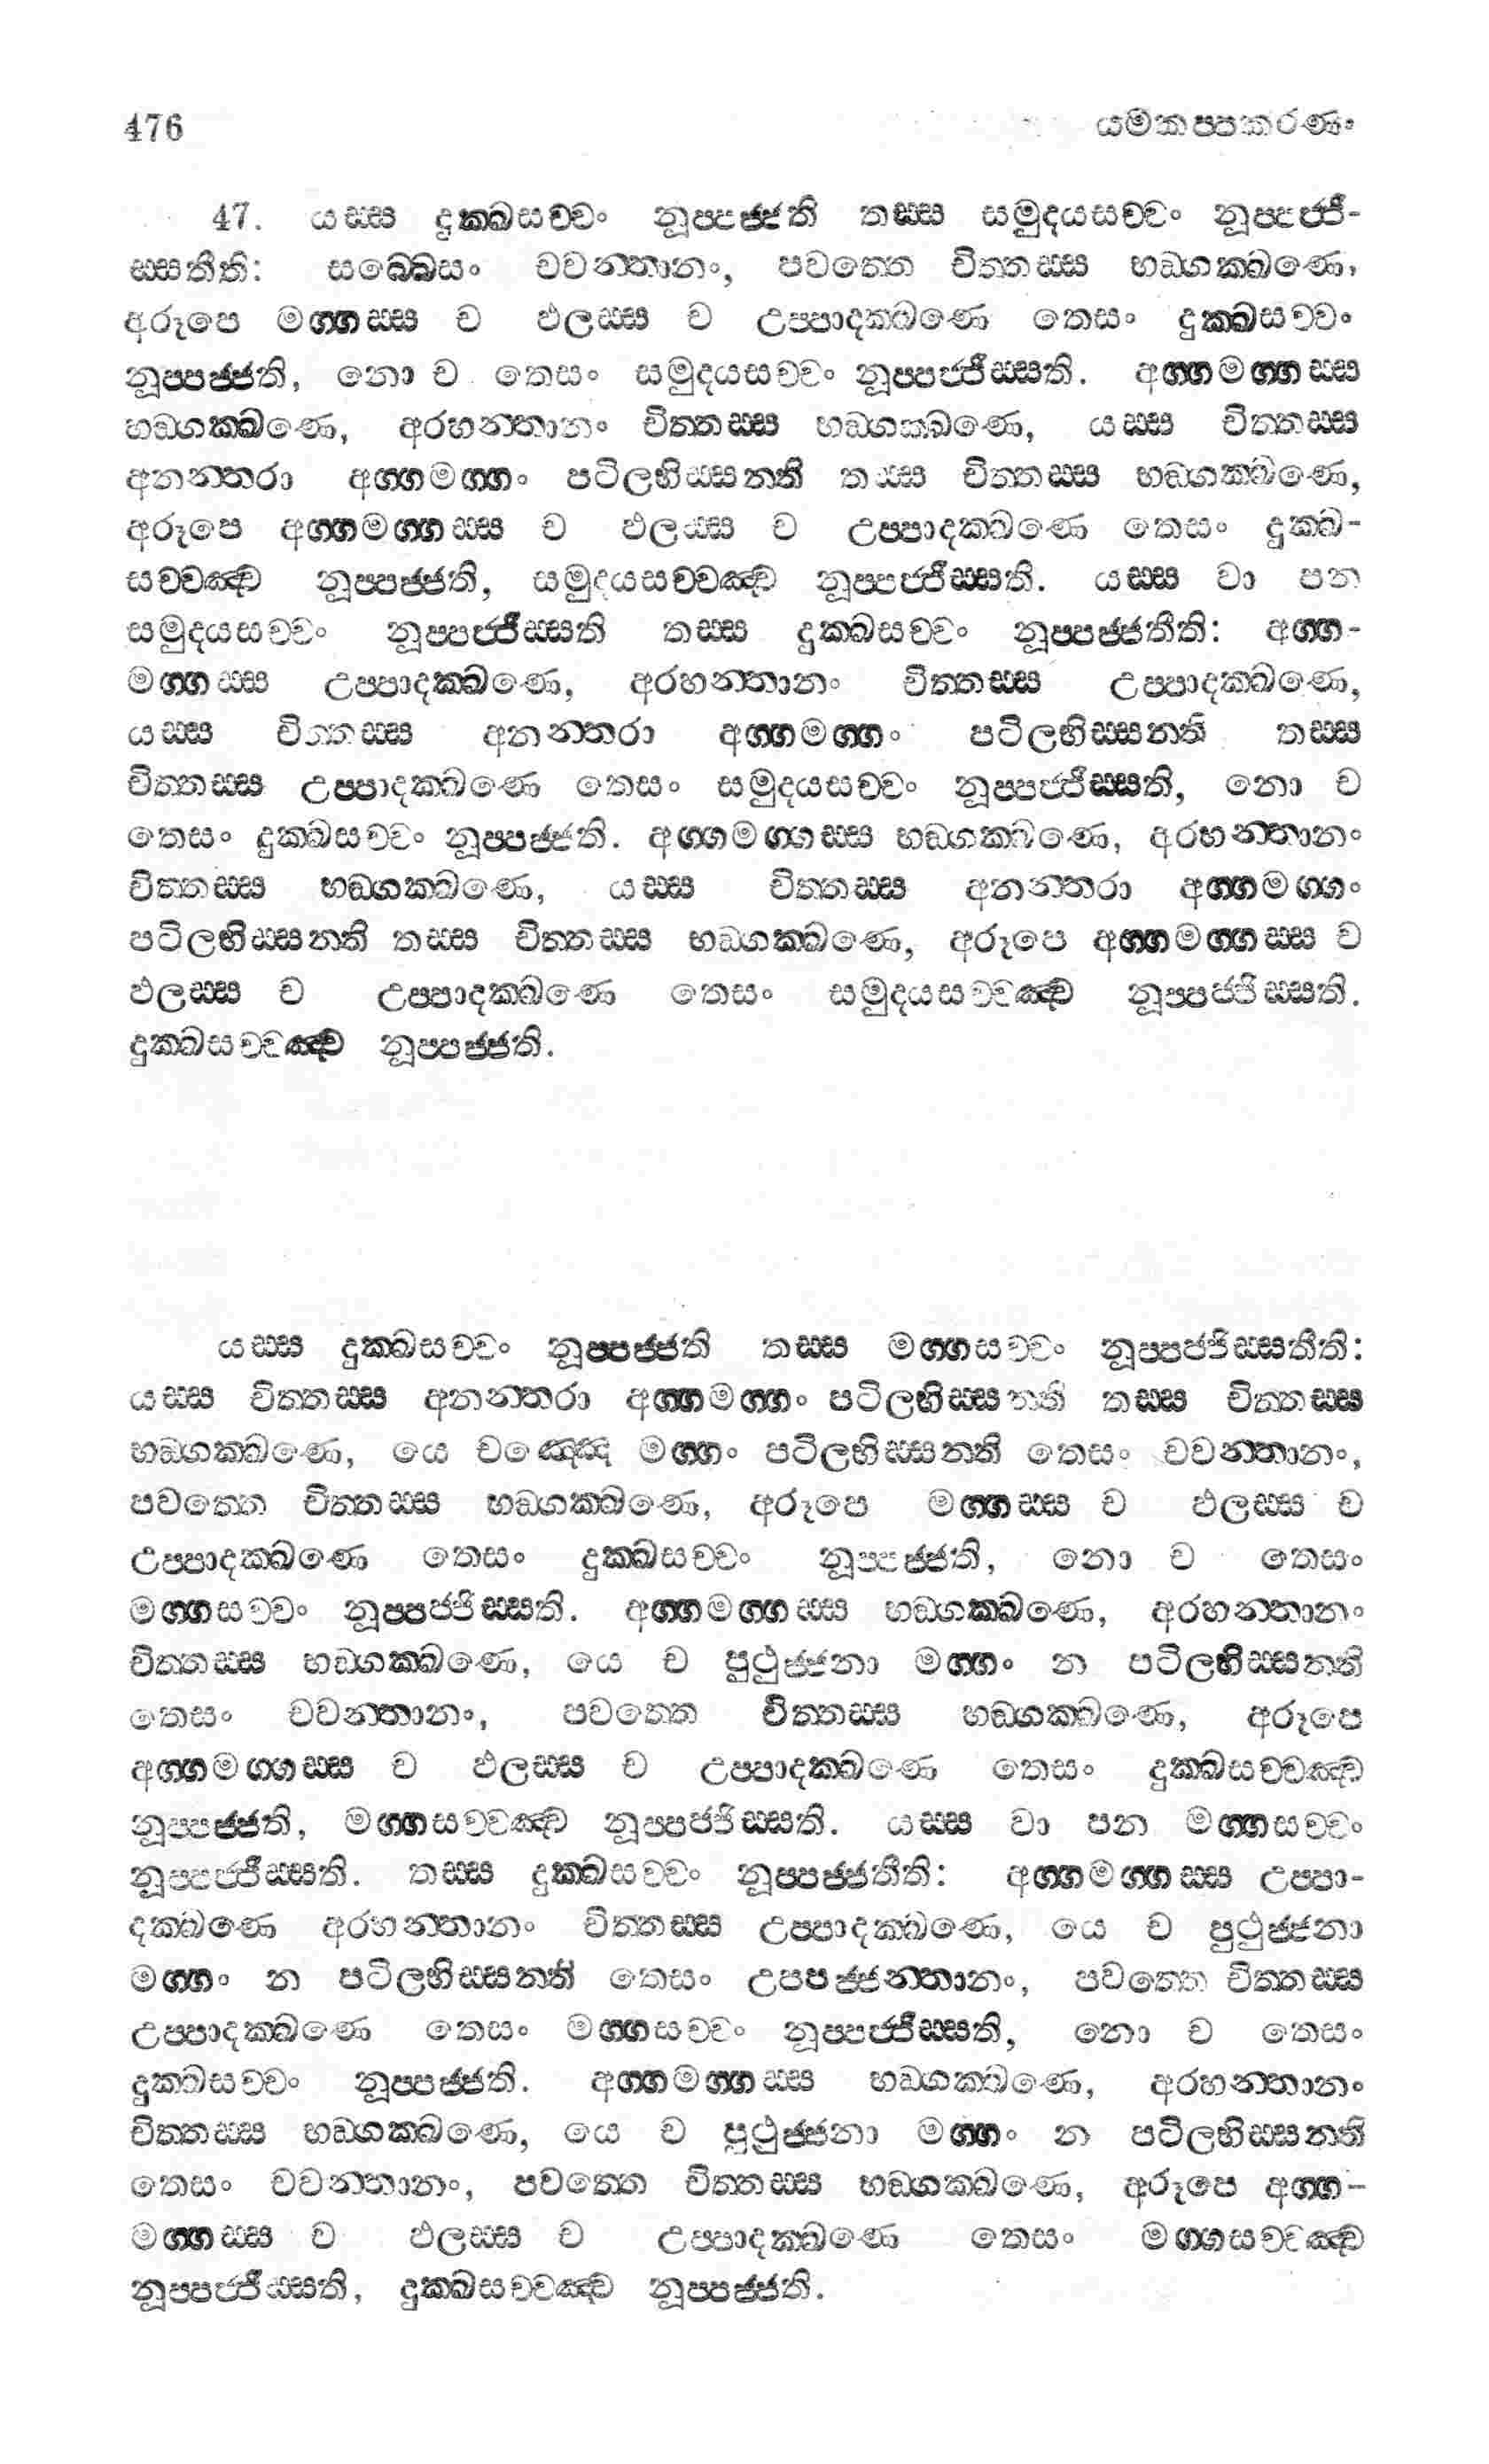 476 යමකප්පකරණං
47. යස්ස දුක්ඛසච්චං නූප්පජ්ජති තස්ස සමුදයසච්චං නූප්පජ්ජි-
ස්සතීති: සබ්බෙසං චවන්තානං, පවත්තෙ චිත්තස්ස භඞ්ගක්ඛණෙ,
අරූපෙ මග්ගස්ස ච ඵලස්ස ච උප්පාදක්ඛණෙ තෙසං දුක්ඛසච්චං
නූප්පජ්ජති, නො ච තෙසං සමුදයසච්චං නූප්පජ්ජිස්සති. අග්ගමග්ගස්ස
භඞ්ගක්ඛණෙ, අරහන්තානං චිත්තස්ස භඞ්ගක්ඛණෙ, යස්ස චිත්තස්ස
අනන්තරා අග්ගමග්ගං පටිලභිස්සන්ති තස්ස චිත්තස්ස භඞ්ගක්ඛණෙ,
අරූපෙ අග්ගමග්ගස්ස ච ඵලස්ස ච උප්පාදක්ඛණෙ තෙසං දුක්ඛ-
සච්චඤ්ච නූප්පජ්ජති, සමුදයසච්චඤ්ච නූප්පජ්ජිස්සති. යස්ස වා පන
සමුදයසච්චං නූප්පජ්ජිස්සති තස්ස දුක්ඛසච්චං නූප්පජ්ජතීති: අග්ග-
මග්ගස්ස උප්පාදක්ඛණෙ, අරහන්තානං චිත්තස්ස උප්පාදක්ඛණෙ,
යස්ස චිත්තස්ස අනන්තරා අග්ගමග්ගං පටිලභිස්සන්ති තස්ස
චිත්තස්ස උප්පාදක්ඛණෙ තෙසං සමුදයසච්චං නූප්පජ්ජිස්සති, නො ච
තෙසං දුක්ඛසච්චං නූප්පජ්ජති. අග්ගමග්ගස්ස භඞ්ගක්ඛණෙ, අරහන්තානං
චිත්තස්ස භඞ්ගක්ඛණෙ, යස්ස චිත්තස්ස අනන්තරා අග්ගමග්ගං
පටිලභිස්සන්ති තස්ස චිත්තස්ස භඞ්ගක්ඛණෙ, අරූපෙ අග්ගමග්ගස්ස ච
ඵලස්ස ච උප්පාදක්ඛණෙ තෙසං සමුදයසච්චඤ්ච නූප්පජ්ජිස්සති.
දුක්ඛසච්චඤ්ච නූප්පජ්ජති.
යස්ස දුක්ඛසච්චං නූප්පජ්ජති තස්ස මග්ගසච්චං නූප්පජ්ජිස්සතීති:
යස්ස චිත්තස්ස අනන්තරා අග්ගමග්ගං පටිලභිස්සන්ති තස්ස චිත්තස්ස
භඞ්ගක්ඛණෙ, යෙ චඤ්ඤෙ මග්ගං පටිලභිස්සන්ති තෙසං චවන්තානං,
පවත්තෙ චිත්තස්ස භඞ්ගක්ඛණෙ, අරූපෙ මග්ගස්ස ච ඵලස්ස ච
උප්පාදක්ඛණෙ තෙසං දුක්ඛසච්චං නූප්පජ්ජති, නො ච තෙසං
මග්ගසච්චං නූප්පජ්ජිස්සති. අග්ගමග්ගස්ස භඞ්ගක්ඛණෙ, අරහන්තානං
චිත්තස්ස භඞ්ගක්ඛණෙ, යෙ ච පුථුජ්ජනා මග්ගං න පටිලභිස්සන්ති
තෙසං චවන්තානං, පවත්තෙ චිත්තස්ස භඞ්ගක්ඛණෙ, අරූපෙ
අග්ගමග්ගස්ස ච ඵලස්ස ච උප්පාදක්ඛණෙ තෙසං දුක්ඛසච්චඤ්ච
නූප්පජ්ජති, මග්ගසච්චඤ්ච නූප්පජ්ජිස්සති. යස්ස වා පන මග්ගසච්චං
නූප්පජ්ජිස්සති. තස්ස දුක්ඛසච්චං නූප්පජ්ජතීති: අග්ගමග්ගස්ස උප්පා-
දක්ඛණෙ අරහන්තානං චිත්තස්ස උප්පාදක්ඛණෙ, යෙ ච පුථුජ්ජනා
මග්ගං න පටිලභිස්සන්ති තෙසං උපපජ්ජන්තානං, පවත්තෙ චිත්තස්ස
උප්පාදක්ඛණෙ තෙසං මග්ගසච්චං නූප්පජ්ජිස්සති, නො ච තෙසං
දුක්ඛසච්චං නූප්පජ්ජති. අග්ගමග්ගස්ස භඞ්ගක්ඛණෙ, අරහන්තානං
චිත්තස්ස භඞ්ගක්ඛණෙ, යෙ ච පුථුජ්ජනා මග්ගං න පටිලභිස්සන්ති
තෙසං චවන්තානං, පවත්තෙ චිත්තස්ස භඞ්ගක්ඛණෙ, අරූපෙ අග්ග-
මග්ගස්ස ච ඵලස්ස ච උප්පාදක්ඛණෙ තෙසං මග්ගසච්චඤ්ච
නූප්පජ්ජිස්සති, දුක්ඛසච්චඤ්ච නූප්පජ්ජති.